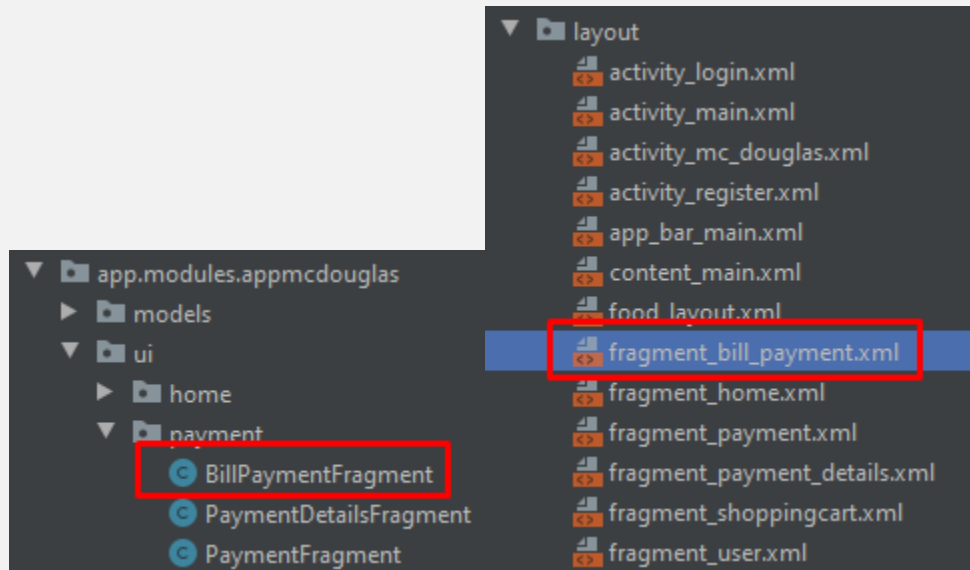 app.modules.appmcdouglas
models
ui
home
payment
BillPaymentFragment
PaymentDetailsFragment
PaymentFragment
layout
activity_login.xml
activity_main.xml
activity_mc_douglas.xml
activity_register.xml
app_bar_main.xml
content_main.xml
food_layout.xml
fragment_bill_payment.xml
fragment_home.xml
fragment_payment.xml
fragment_payment_details.xml
fragment_shoppingcart.xml
fragment_user.xml